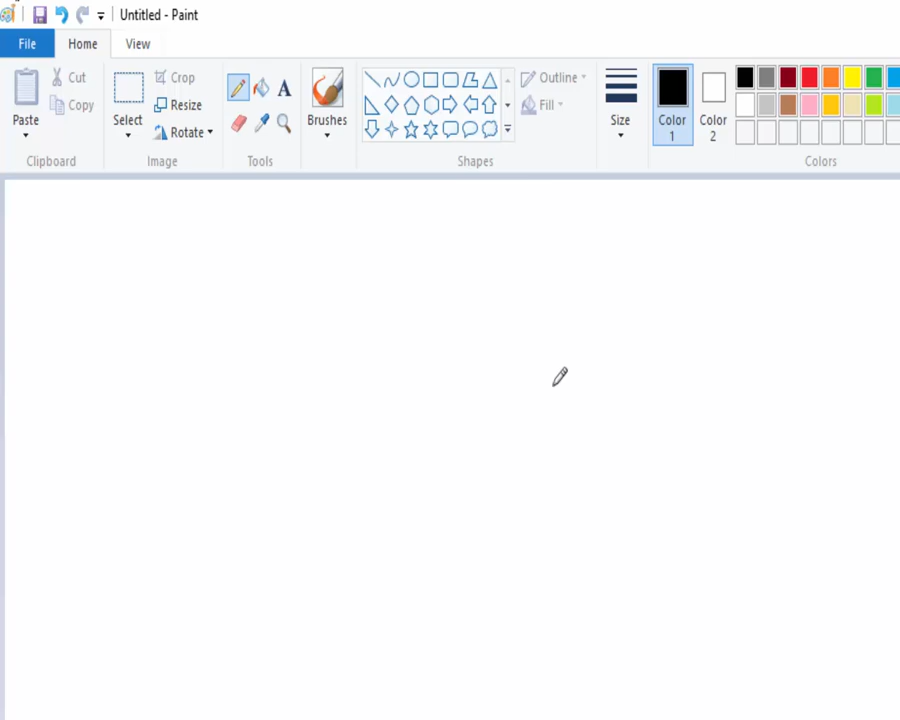 Untitled - Paint
File Home View
Paste Cut Copy Select Crop Resize Rotate A Brushes Outline Fill Size Color 1 Color 2
Clipboard Image Tools Shapes Colors